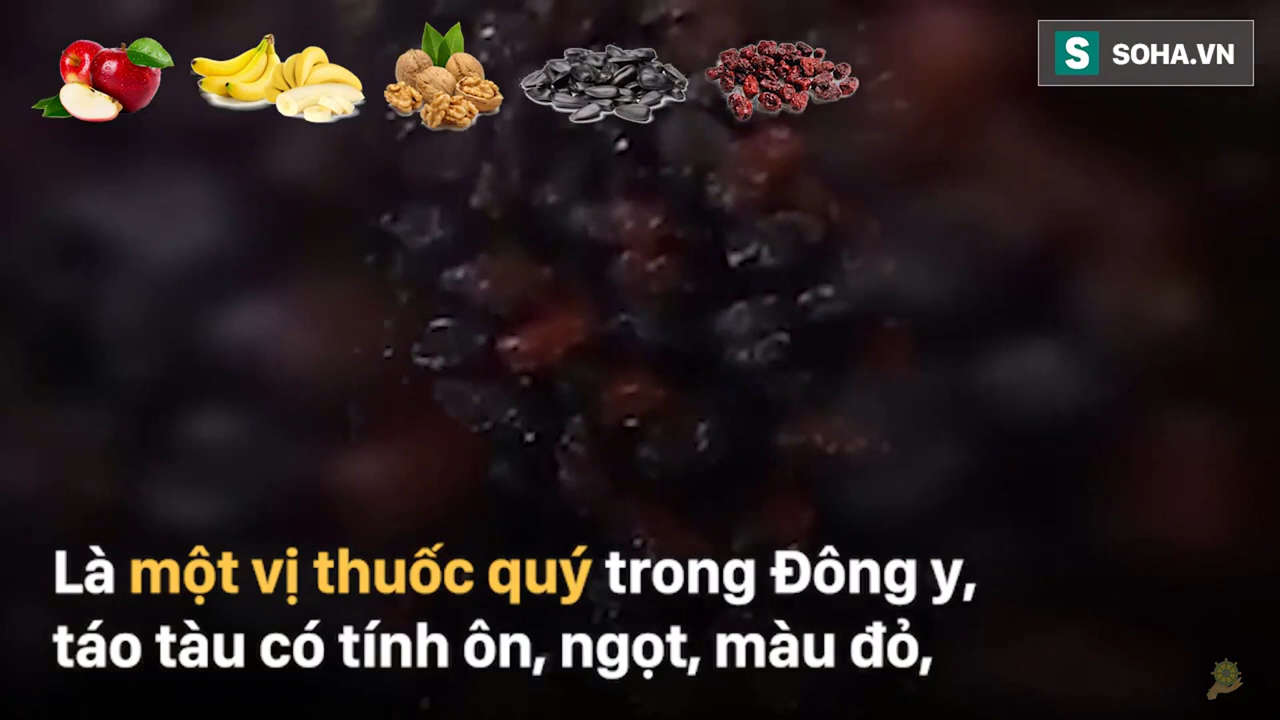 S SOHA.VN
Là một vị thuốc quý trong Đông y,
táo tàu có tính ôn, ngọt, màu đỏ,